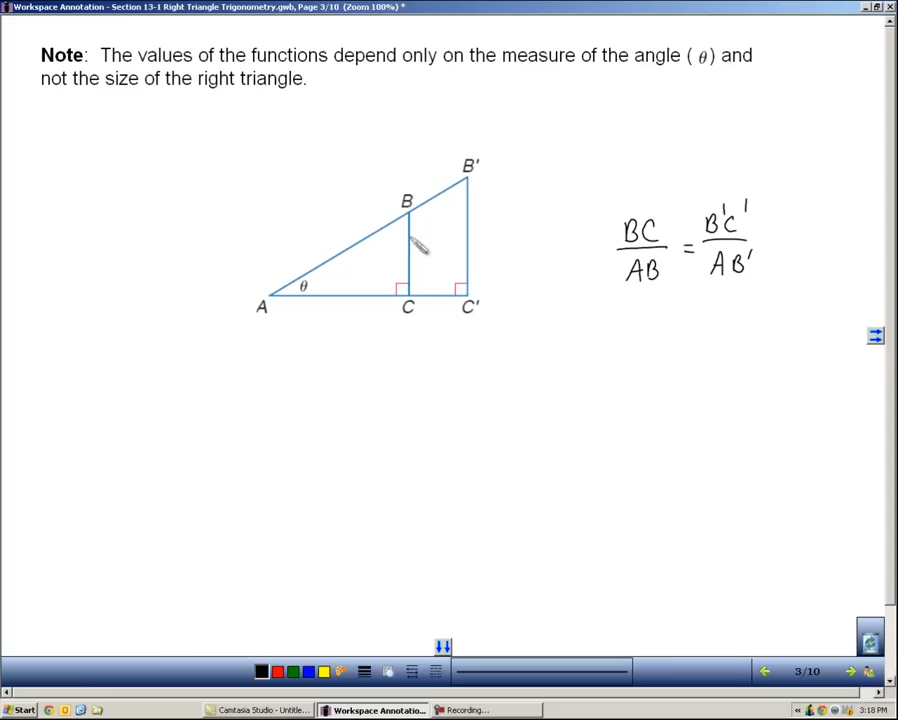 Workspace Annotation - Section 13-1 Right Triangle Trigonometry.gwb, Page 3/10 (Zoom 100%) *
Note: The values of the functions depend only on the measure of the angle ( θ ) and
not the size of the right triangle.
B'
B
θ
A
C
C'
BC/AB = B'C'/AB'
3/10
Start
Camtasia Studio - Untitle...
Workspace Annotatio...
Recording...
3:18 PM